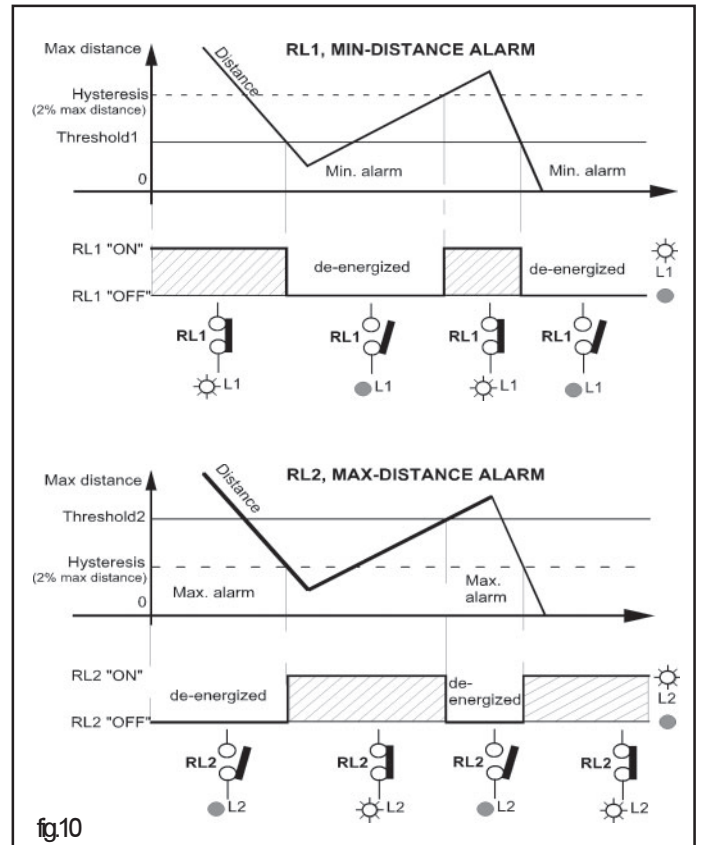 RL1, MIN-DISTANCE ALARM
Max distance
Distance
Hysteresis
(2% max distance)
Threshold1
Min. alarm
Min. alarm
0
RL1 "ON"
de-energized
de-energized
L1
RL1 "OFF"
RL1
RL1
RL1
RL1
L1
L1
L1
L1
RL2, MAX-DISTANCE ALARM
Max distance
Distance
Threshold2
Hysteresis
(2% max distance)
Max. alarm
Max.
alarm
0
RL2 "ON"
de-energized
de-
energized
L2
RL2 "OFF"
RL2
RL2
RL2
RL2
L2
L2
L2
L2
fig.10